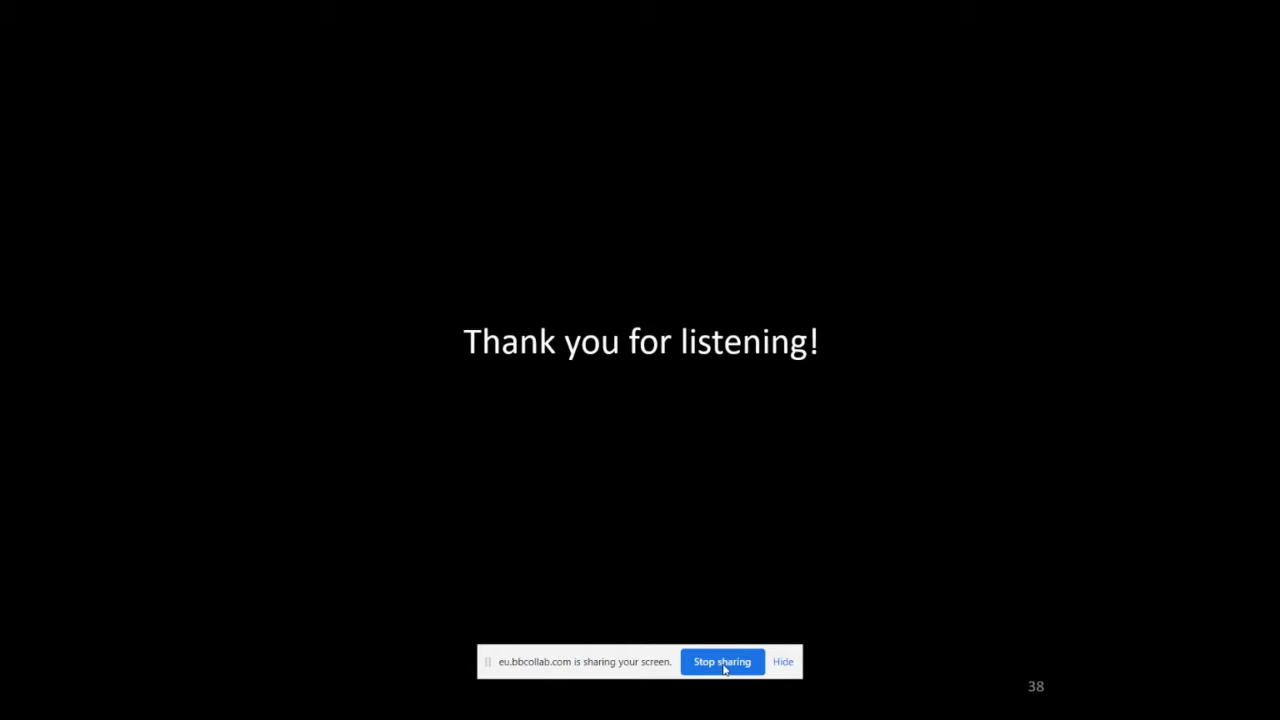 Thank you for listening!
eu.bbcollab.com is sharing your screen. Stop sharing Hide
38